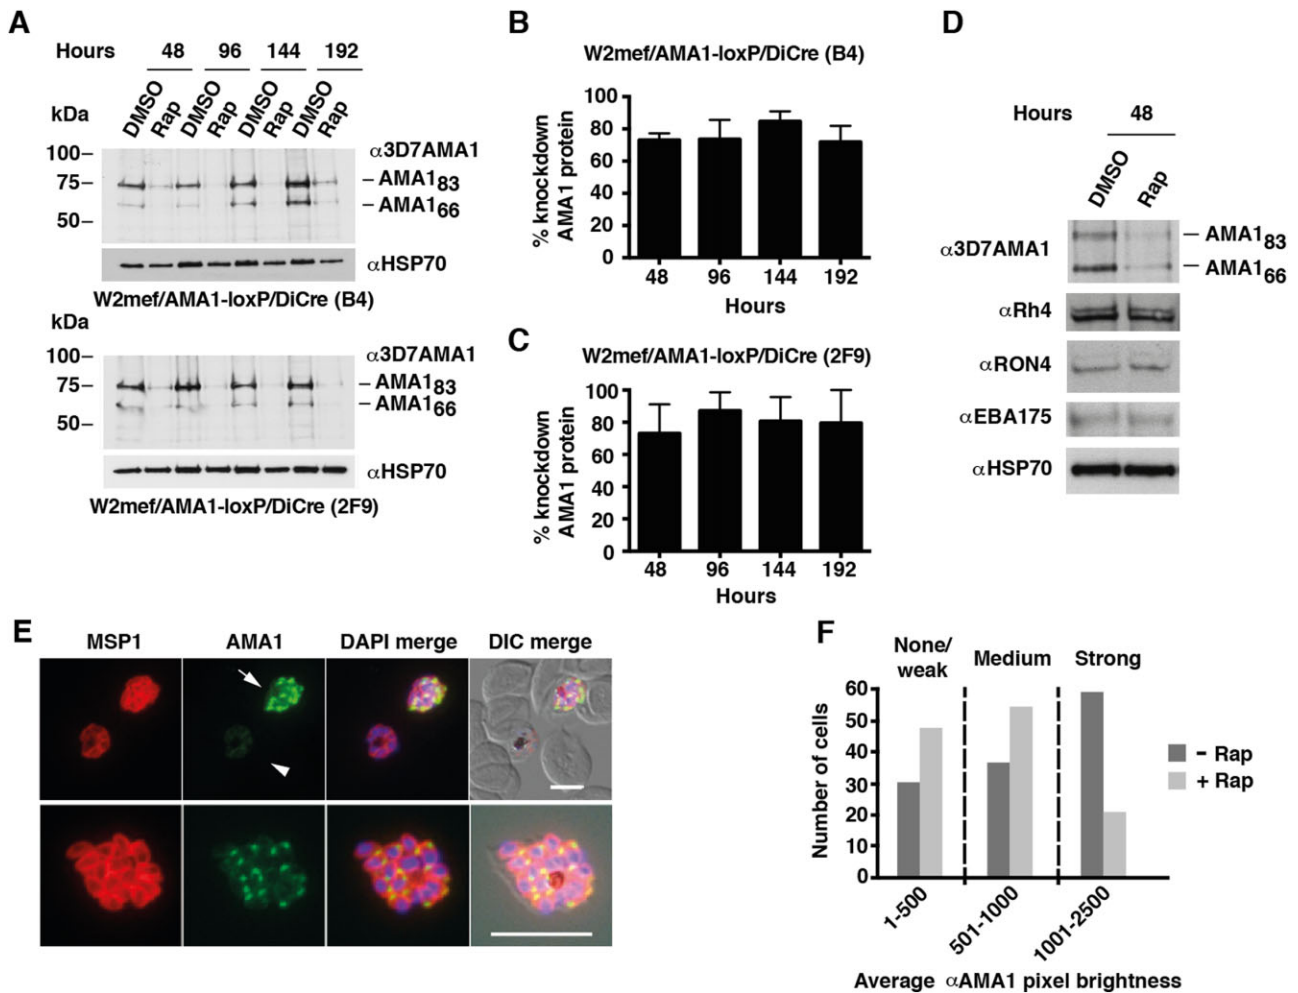 A
Hours 48 96 144 192
kDa DMSO Rap DMSO Rap DMSO Rap DMSO Rap
100– α3D7AMA1
75– – AMA183
– AMA166
50–
αHSP70
W2mef/AMA1-loxP/DiCre (B4)
kDa
100– α3D7AMA1
75– – AMA183
– AMA166
50–
αHSP70
W2mef/AMA1-loxP/DiCre (2F9)
B
W2mef/AMA1-loxP/DiCre (B4)
% knockdown
AMA1 protein
100
80
60
40
20
0
48 96 144 192
Hours
C
W2mef/AMA1-loxP/DiCre (2F9)
% knockdown
AMA1 protein
100
80
60
40
20
0
48 96 144 192
Hours
D
Hours 48
DMSO Rap
α3D7AMA1 – AMA183
– AMA166
αRh4
αRON4
αEBA175
αHSP70
E
MSP1 AMA1 DAPI merge DIC merge
F
None/
weak Medium Strong
Number of cells
60
50
40
30
20
10
0
- Rap
+ Rap
1-500 501-1000 1001-2500
Average αAMA1 pixel brightness